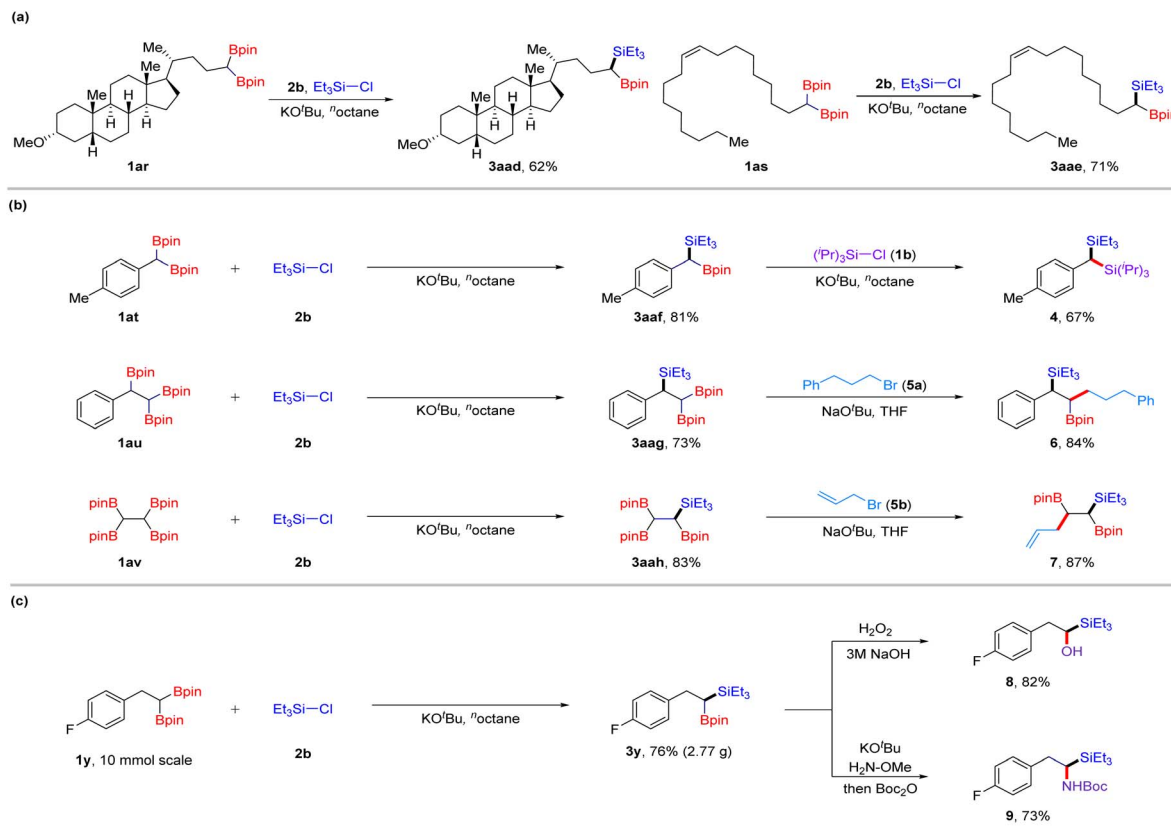 (a)
Me
Me
Me
H
H
H
H
MeO
Bpin
Bpin
1ar
2b, Et₃Si—Cl
KOᵗBu, ⁿoctane
Me
Me
Me
H
H
H
H
MeO
SiEt₃
Bpin
3aad, 62%
Bpin
Bpin
Me
1as
2b, Et₃Si—Cl
KOᵗBu, ⁿoctane
SiEt₃
Bpin
Me
3aae, 71%
(b)
Bpin
Bpin
Me
1at
+
Et₃Si—Cl
2b
KOᵗBu, ⁿoctane
SiEt₃
Bpin
Me
3aaf, 81%
(ⁱPr)₃Si—Cl (1b)
KOᵗBu, ⁿoctane
SiEt₃
Si(ⁱPr)₃
Me
4, 67%
Bpin
Bpin
Bpin
1au
+
Et₃Si—Cl
2b
KOᵗBu, ⁿoctane
SiEt₃
Bpin
Bpin
3aag, 73%
Ph Br (5a)
NaOᵗBu, THF
SiEt₃
Ph
Bpin
6, 84%
pinB Bpin
pinB Bpin
1av
+
Et₃Si—Cl
2b
KOᵗBu, ⁿoctane
pinB SiEt₃
pinB Bpin
3aah, 83%
Br (5b)
NaOᵗBu, THF
pinB SiEt₃
Bpin
7, 87%
(c)
Bpin
Bpin
F
1y, 10 mmol scale
+
Et₃Si—Cl
2b
KOᵗBu, ⁿoctane
SiEt₃
Bpin
F
3y, 76% (2.77 g)
H₂O₂
3M NaOH
SiEt₃
OH
F
8, 82%
KOᵗBu
H₂N-OMe
then Boc₂O
SiEt₃
NHBoc
F
9, 73%